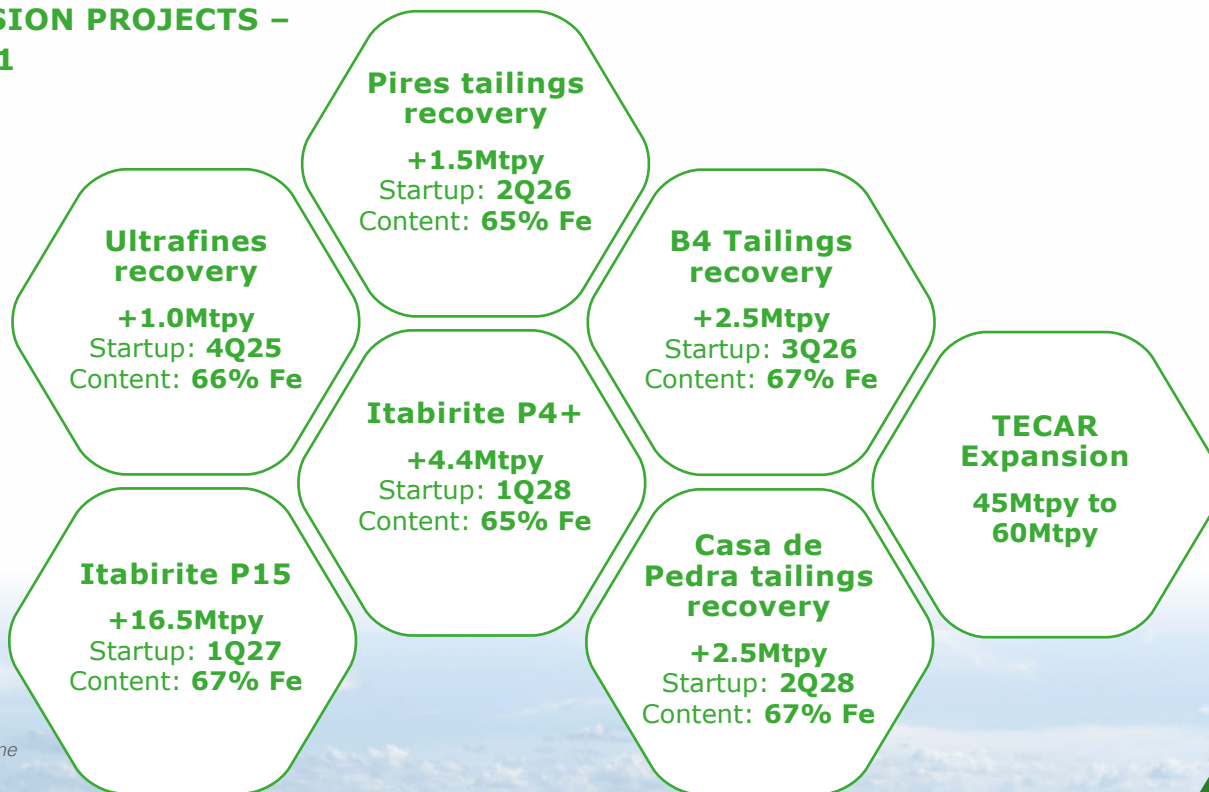 SION PROJECTS –
1
Pires tailings
recovery
+1.5Mtpy
Startup: 2Q26
Content: 65% Fe
Ultrafines
recovery
+1.0Mtpy
Startup: 4Q25
Content: 66% Fe
B4 Tailings
recovery
+2.5Mtpy
Startup: 3Q26
Content: 67% Fe
Itabirite P4+
+4.4Mtpy
Startup: 1Q28
Content: 65% Fe
TECAR
Expansion
45Mtpy to
60Mtpy
Itabirite P15
+16.5Mtpy
Startup: 1Q27
Content: 67% Fe
Casa de
Pedra tailings
recovery
+2.5Mtpy
Startup: 2Q28
Content: 67% Fe